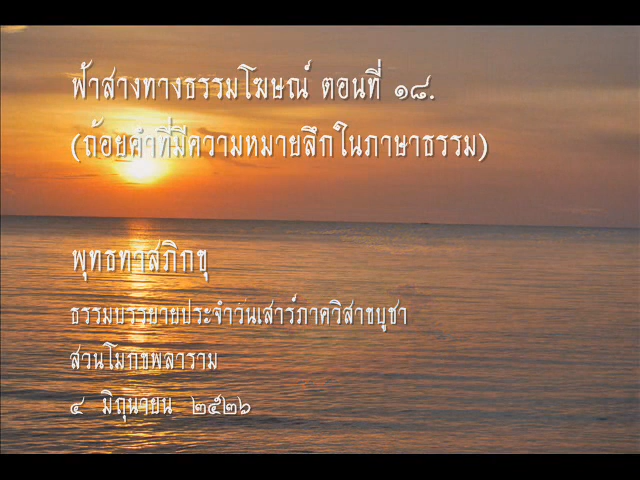 ฟ้าสางทางธรรมโฆษณ์ ตอนที่ ๑๘.
(ถ้อยคำที่มีความหมายลึกในภาษาธรรม)
พุทธทาสภิกขุ
ธรรมบรรยายประจำวันเสาร์ภาควิสาขบูชา
สวนโมกขพลาราม
๔ มิถุนายน ๒๕๒๖